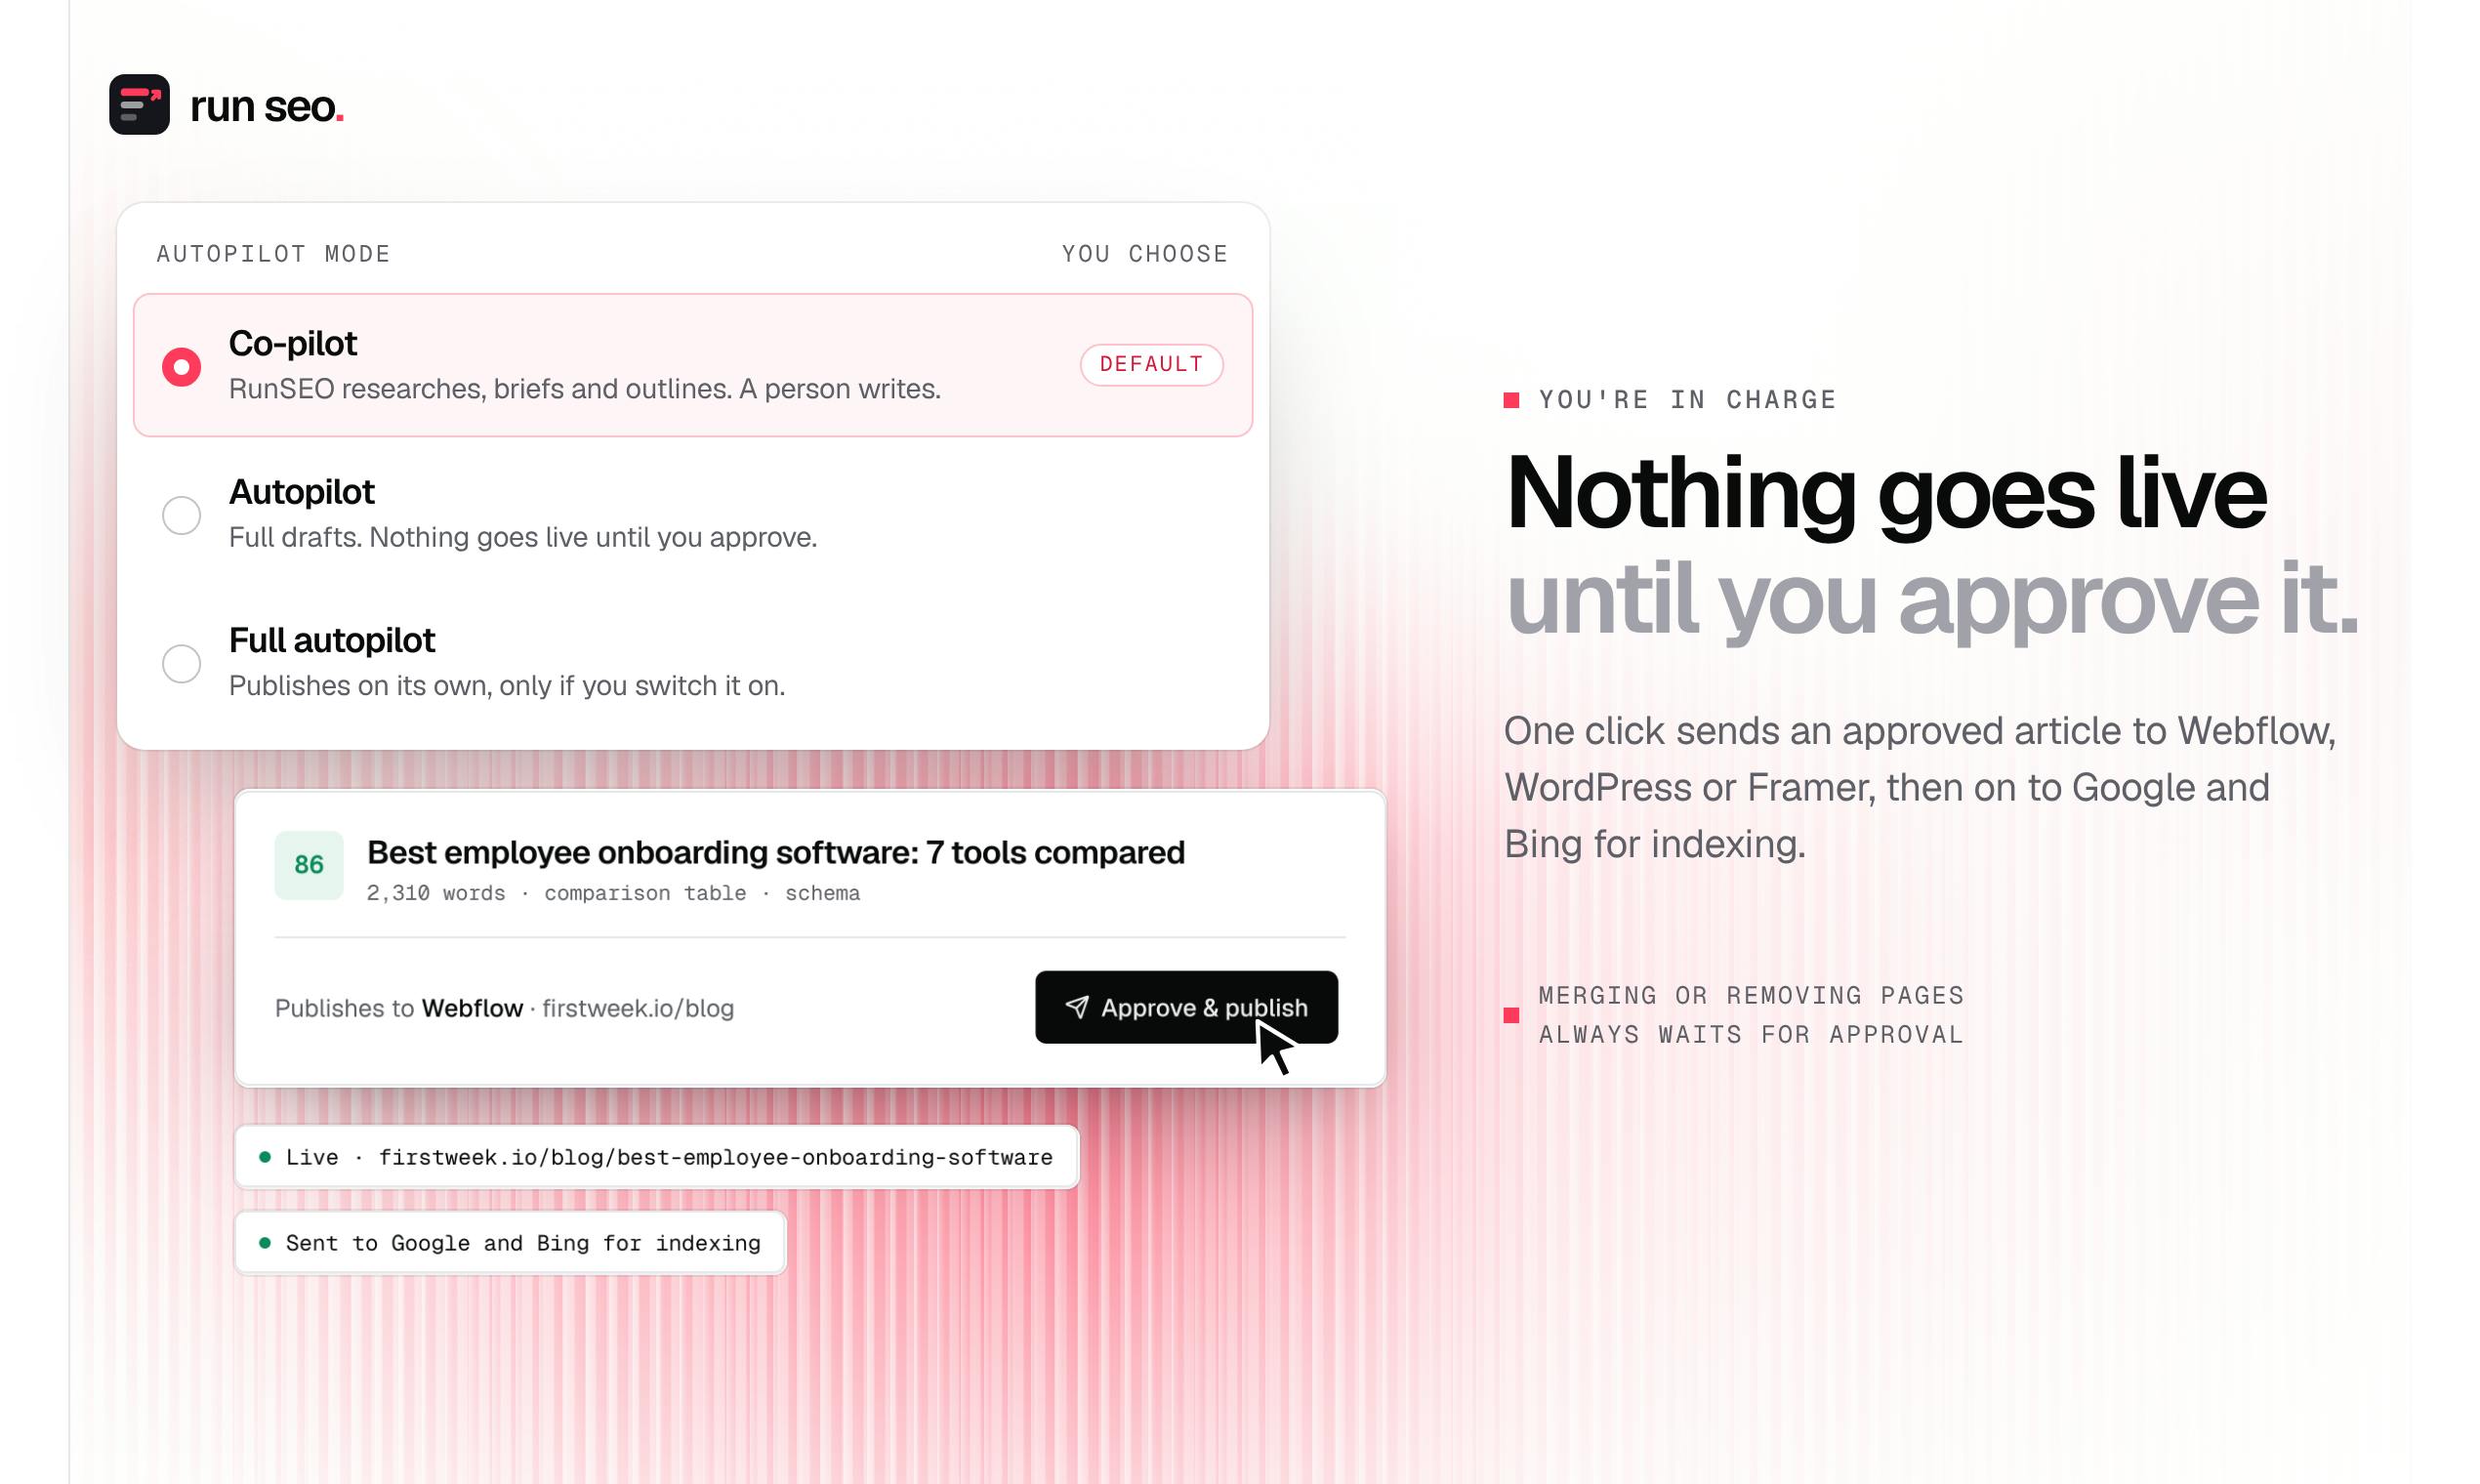 run seo.
AUTOPILOT MODE
YOU CHOOSE
Co-pilot
RunSEO researches, briefs and outlines. A person writes.
DEFAULT
Autopilot
Full drafts. Nothing goes live until you approve.
Full autopilot
Publishes on its own, only if you switch it on.
86
Best employee onboarding software: 7 tools compared
2,310 words · comparison table · schema
Publishes to Webflow · firstweek.io/blog
Approve & publish
Live · firstweek.io/blog/best-employee-onboarding-software
Sent to Google and Bing for indexing
YOU'RE IN CHARGE
Nothing goes live
until you approve it.
One click sends an approved article to Webflow,
WordPress or Framer, then on to Google and
Bing for indexing.
MERGING OR REMOVING PAGES
ALWAYS WAITS FOR APPROVAL